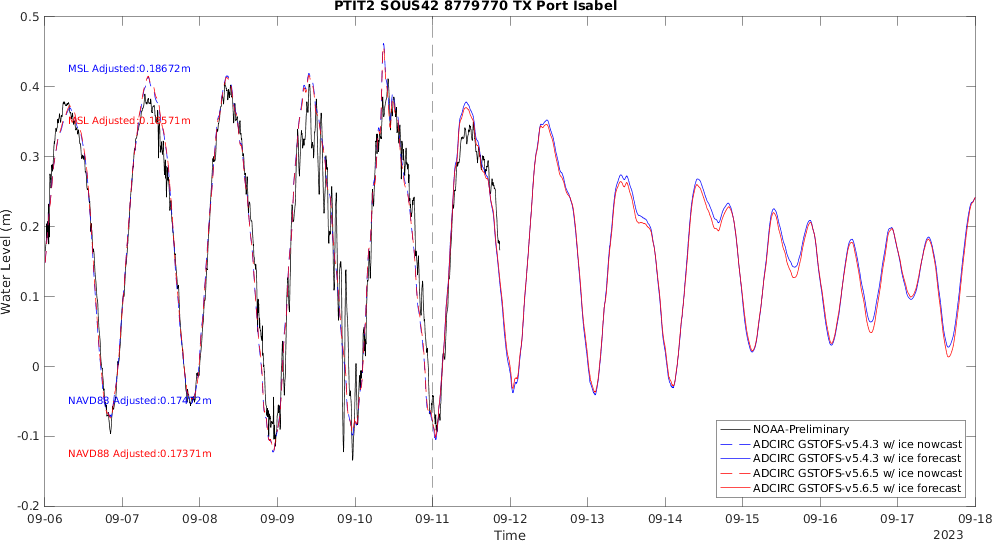 PTIT2 SOUS42 8779770 TX Port Isabel
Water Level (m)
0.5
0.4
0.3
0.2
0.1
0
-0.1
-0.2
MSL Adjusted:0.18672m
MSL Adjusted:
NAVD88
NAVD88 Adjusted:0.17371m
NOAA-Preliminary
ADCIRC GSTOFS-v5.4.3 w/ ice nowcast
ADCIRC GSTOFS-v5.4.3 w/ ice forecast
ADCIRC GSTOFS-v5.6.5 w/ ice nowcast
ADCIRC GSTOFS-v5.6.5 w/ ice forecast
09-06 09-07 09-08 09-09 09-10 09-11 09-12 09-13 09-14 09-15 09-16 09-17 09-18
Time
2023